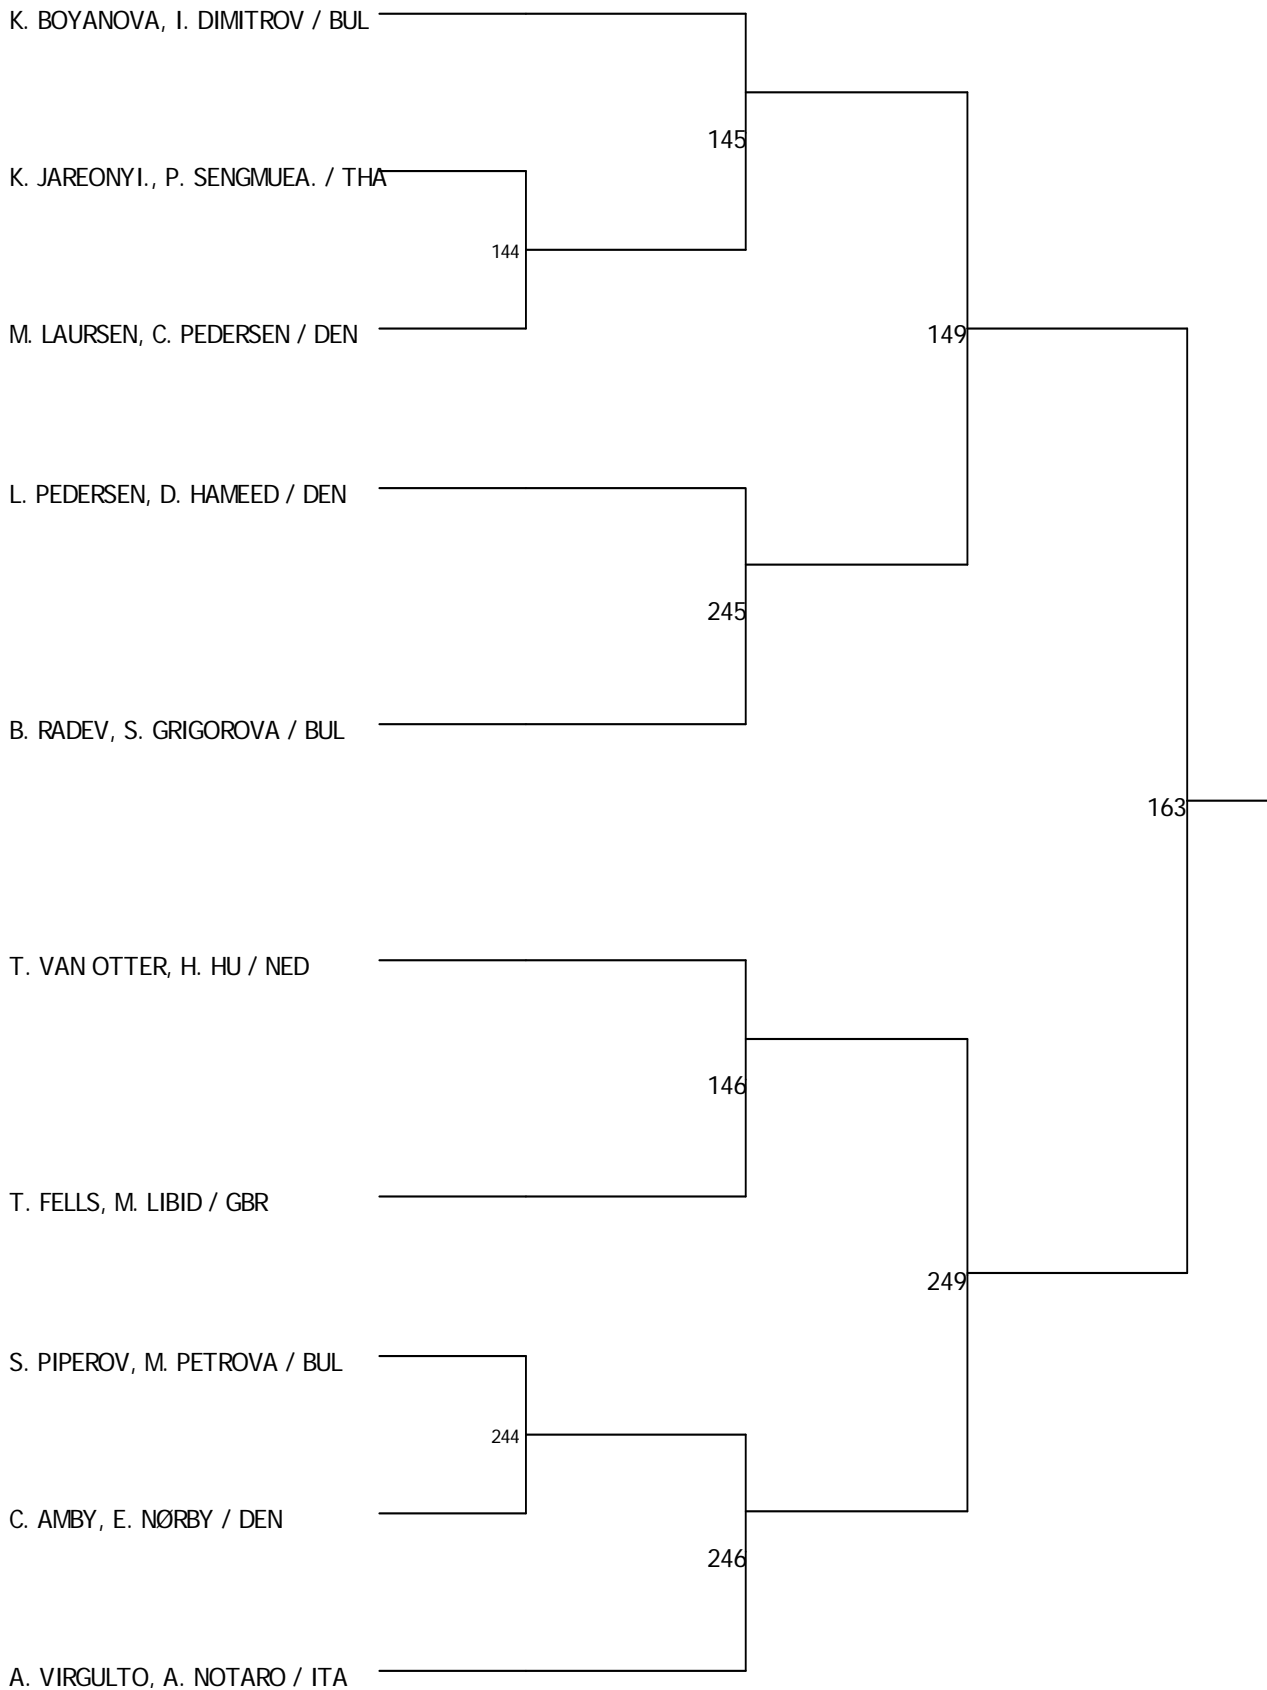 K. BOYANOVA, I. DIMITROV / BUL
145
K. JAREONYI., P. SENGMUEA. / THA
144
M. LAURSEN, C. PEDERSEN / DEN
149
L. PEDERSEN, D. HAMEED / DEN
245
B. RADEV, S. GRIGOROVA / BUL
163
T. VAN OTTER, H. HU / NED
146
T. FELLS, M. LIBID / GBR
249
S. PIPEROV, M. PETROVA / BUL
244
C. AMBY, E. NØRBY / DEN
246
A. VIRGULTO, A. NOTARO / ITA